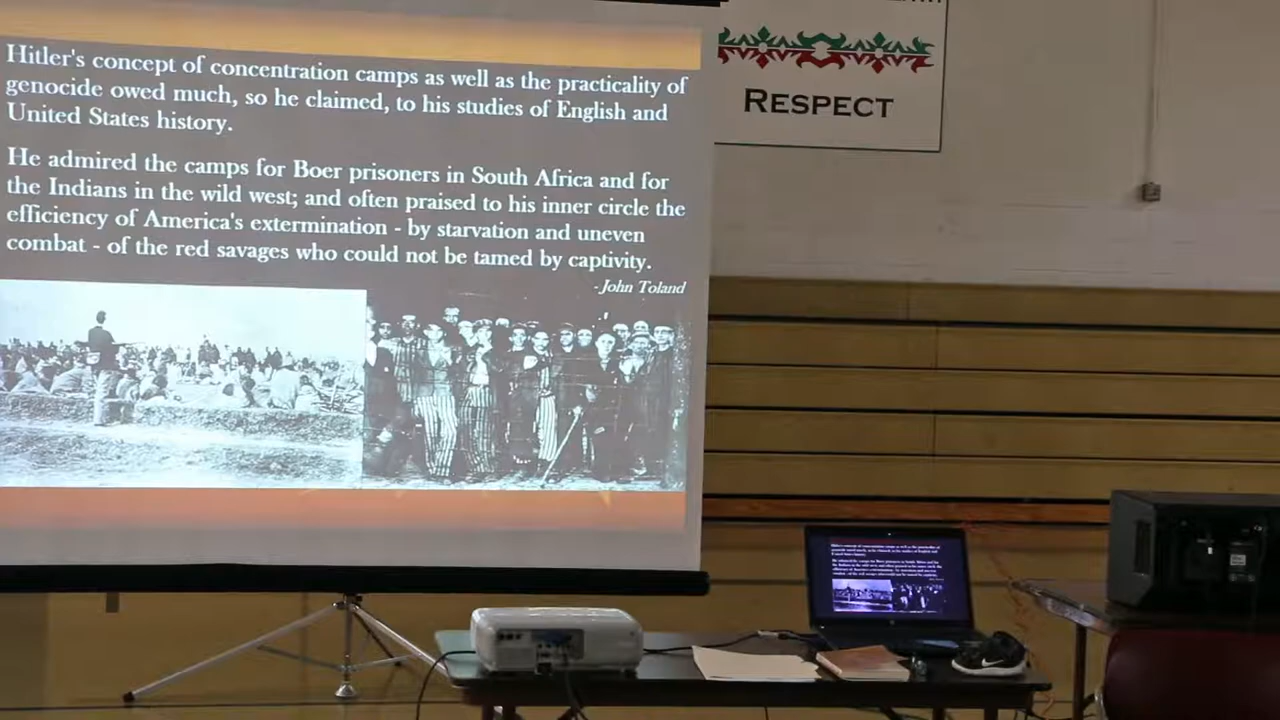 Hitler's concept of concentration camps as well as the practicality of
genocide owed much, so he claimed, to his studies of English and
United States history.
He admired the camps for Boer prisoners in South Africa and for
the Indians in the wild west; and often praised to his inner circle the
efficiency of America's extermination - by starvation and uneven
combat - of the red savages who could not be tamed by captivity.
- John Toland
RESPECT